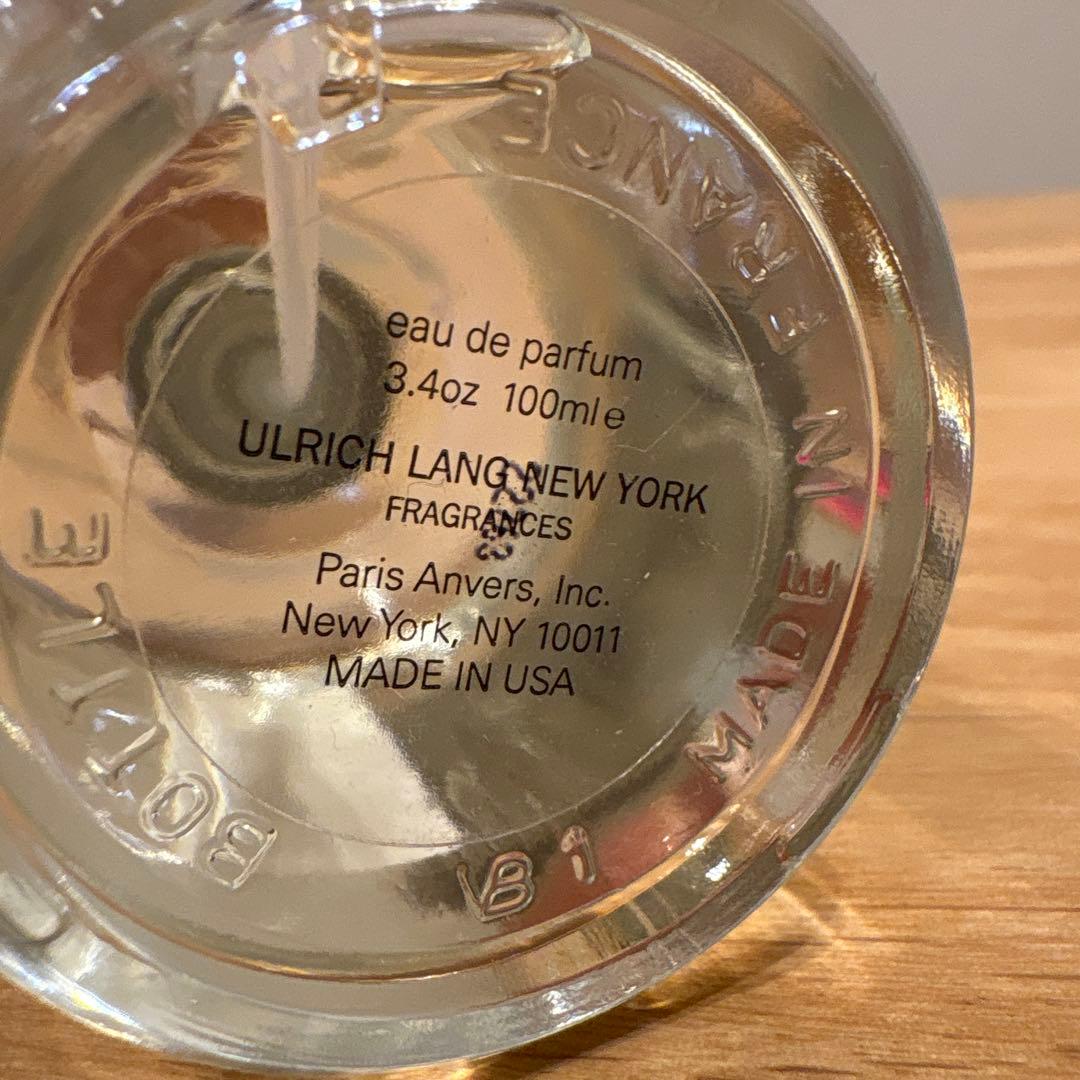 eau de parfum
3.4oz 100ml e
ULRICH LANG NEW YORK
FRAGRANCES
Paris Anvers, Inc.
New York, NY 10011
MADE IN USA
BOTTLE
VB 1
MADE IN FRANCE